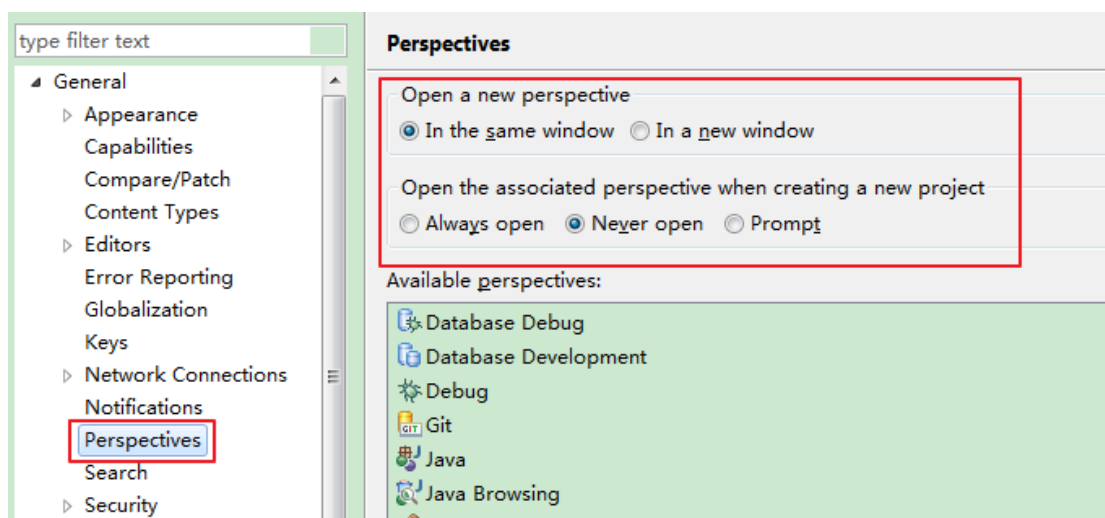 type filter text
General
Appearance
Capabilities
Compare/Patch
Content Types
Editors
Error Reporting
Globalization
Keys
Network Connections
Notifications
Perspectives
Search
Security
Perspectives
Open a new perspective
In the same window In a new window
Open the associated perspective when creating a new project
Always open Never open Prompt
Available perspectives:
Database Debug
Database Development
Debug
GIT Git
Java
Java Browsing